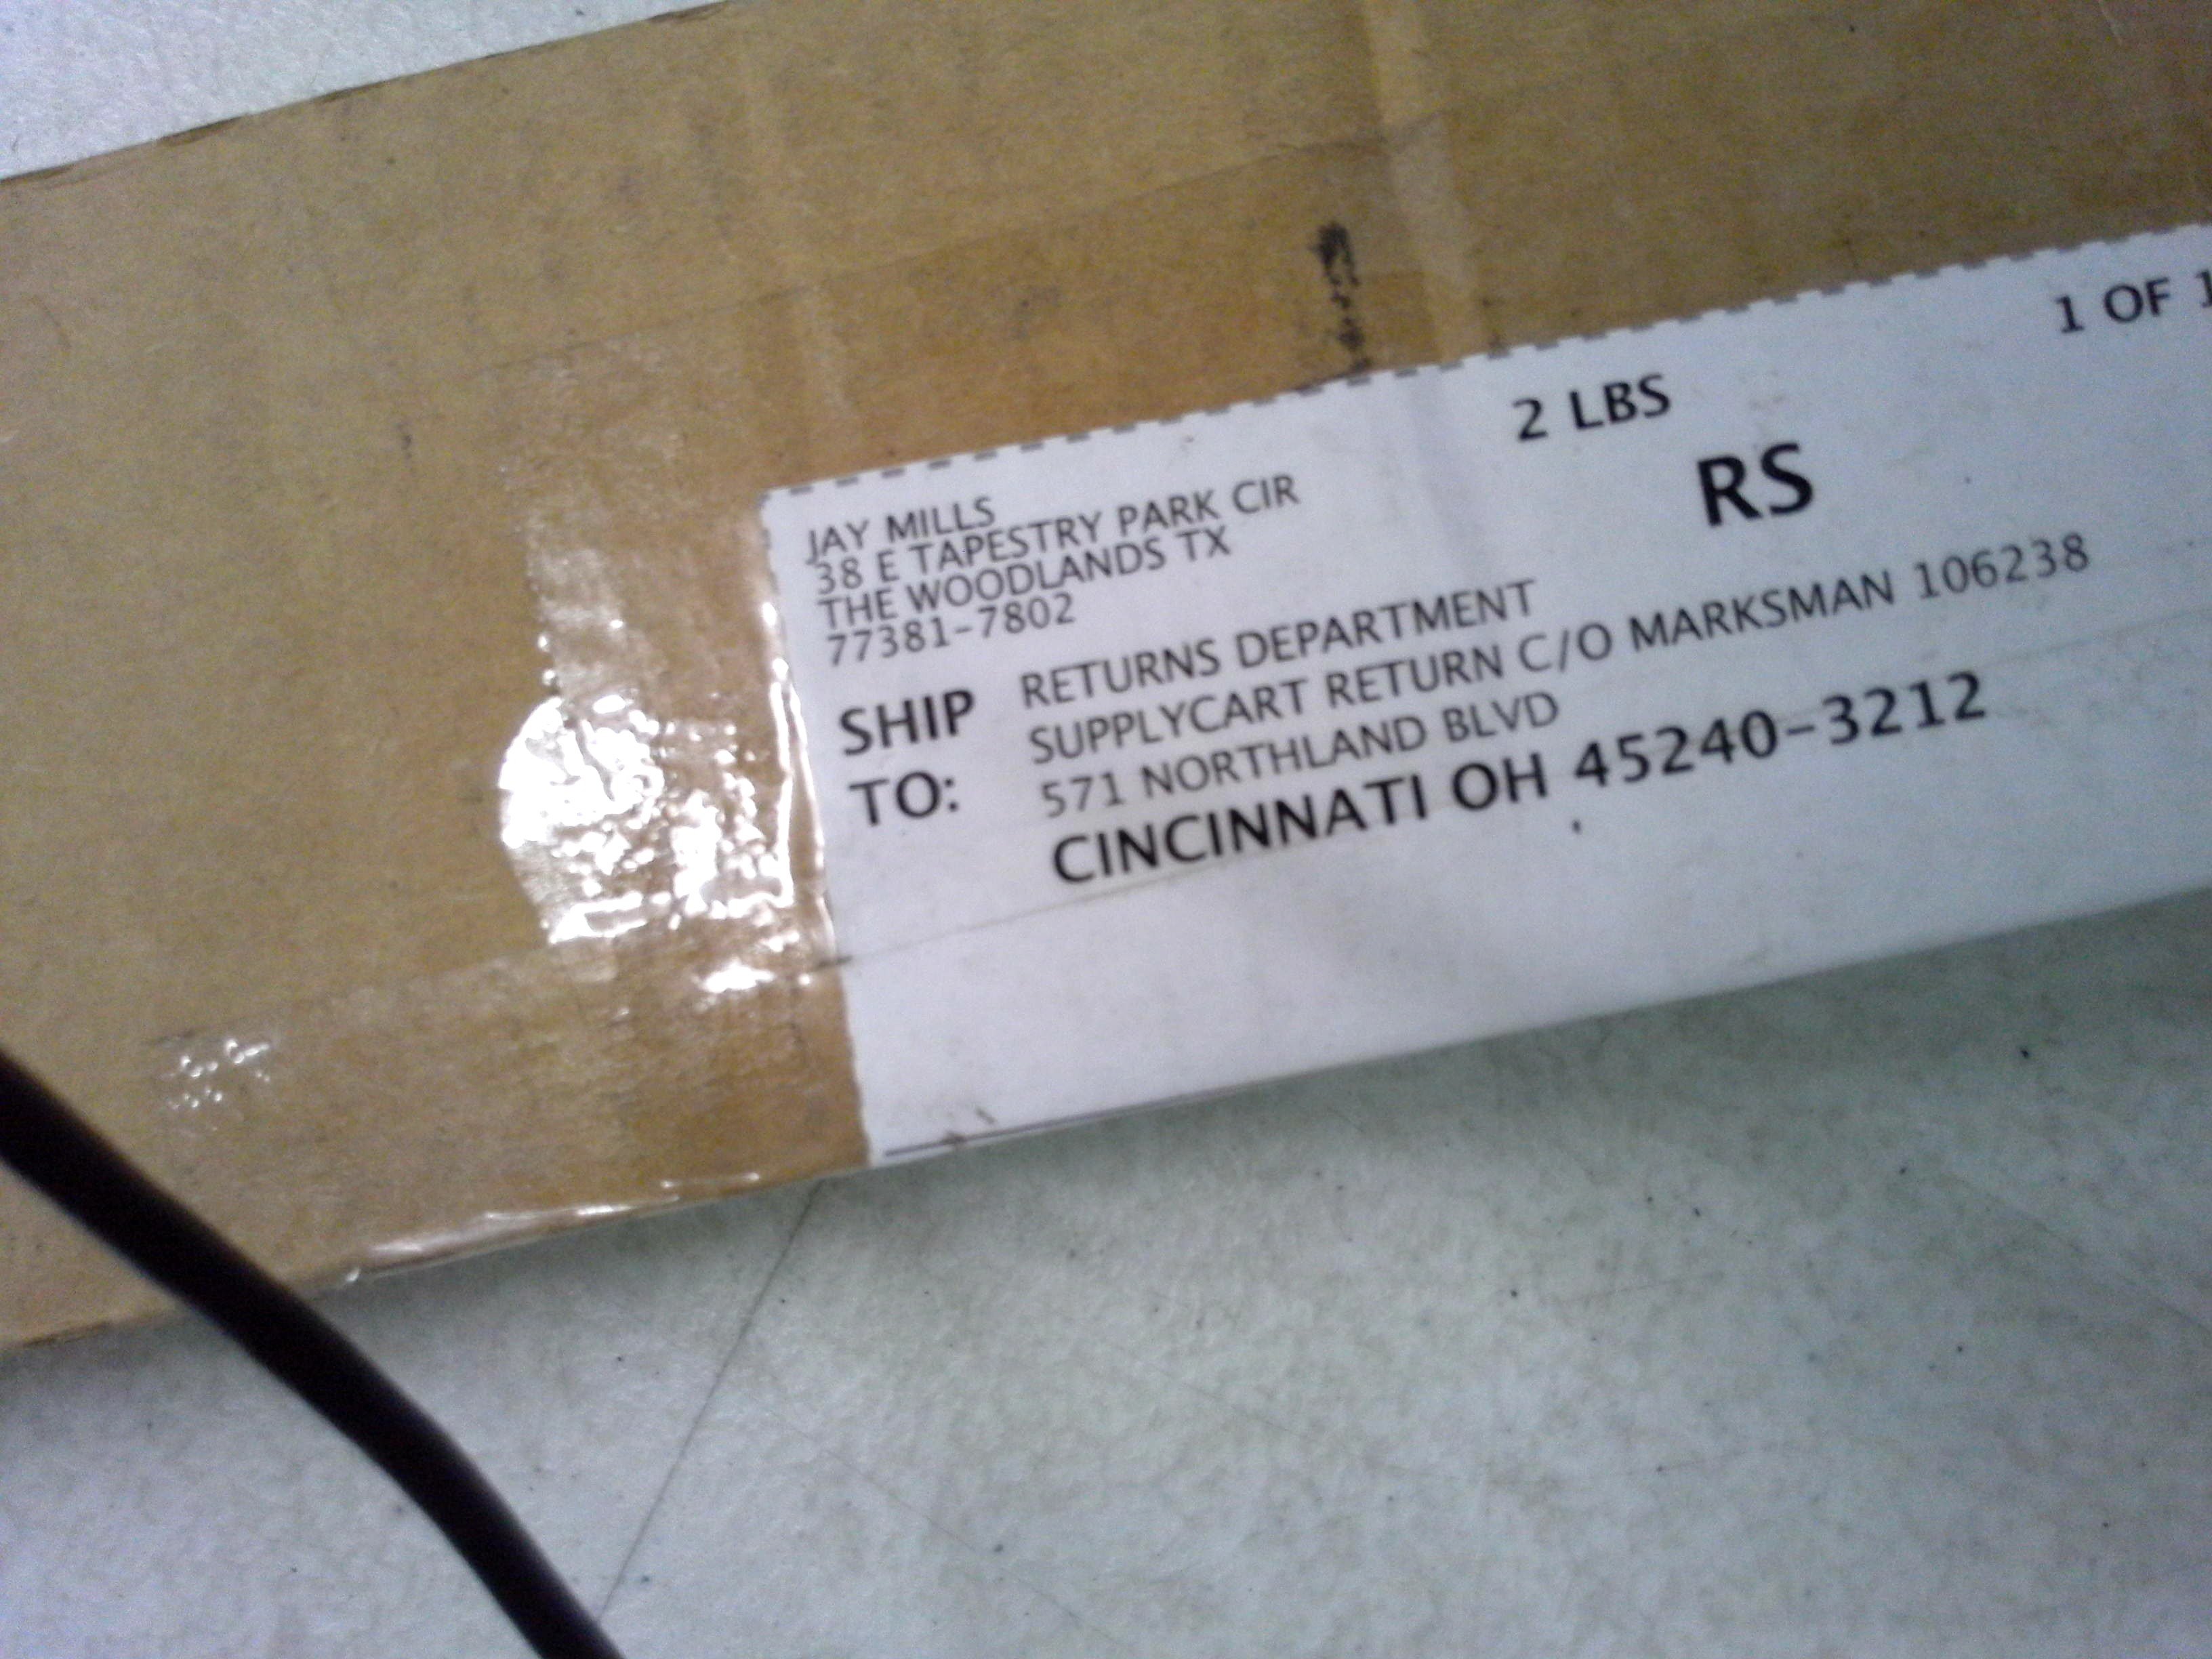 JAY MILLS
38 E TAPESTRY PARK CIR
THE WOODLANDS TX
77381-7802
2 LBS
1 OF 1
RS
SHIP TO:
RETURNS DEPARTMENT
SUPPLYCART RETURN C/O MARKSMAN 106238
571 NORTHLAND BLVD
CINCINNATI OH 45240-3212